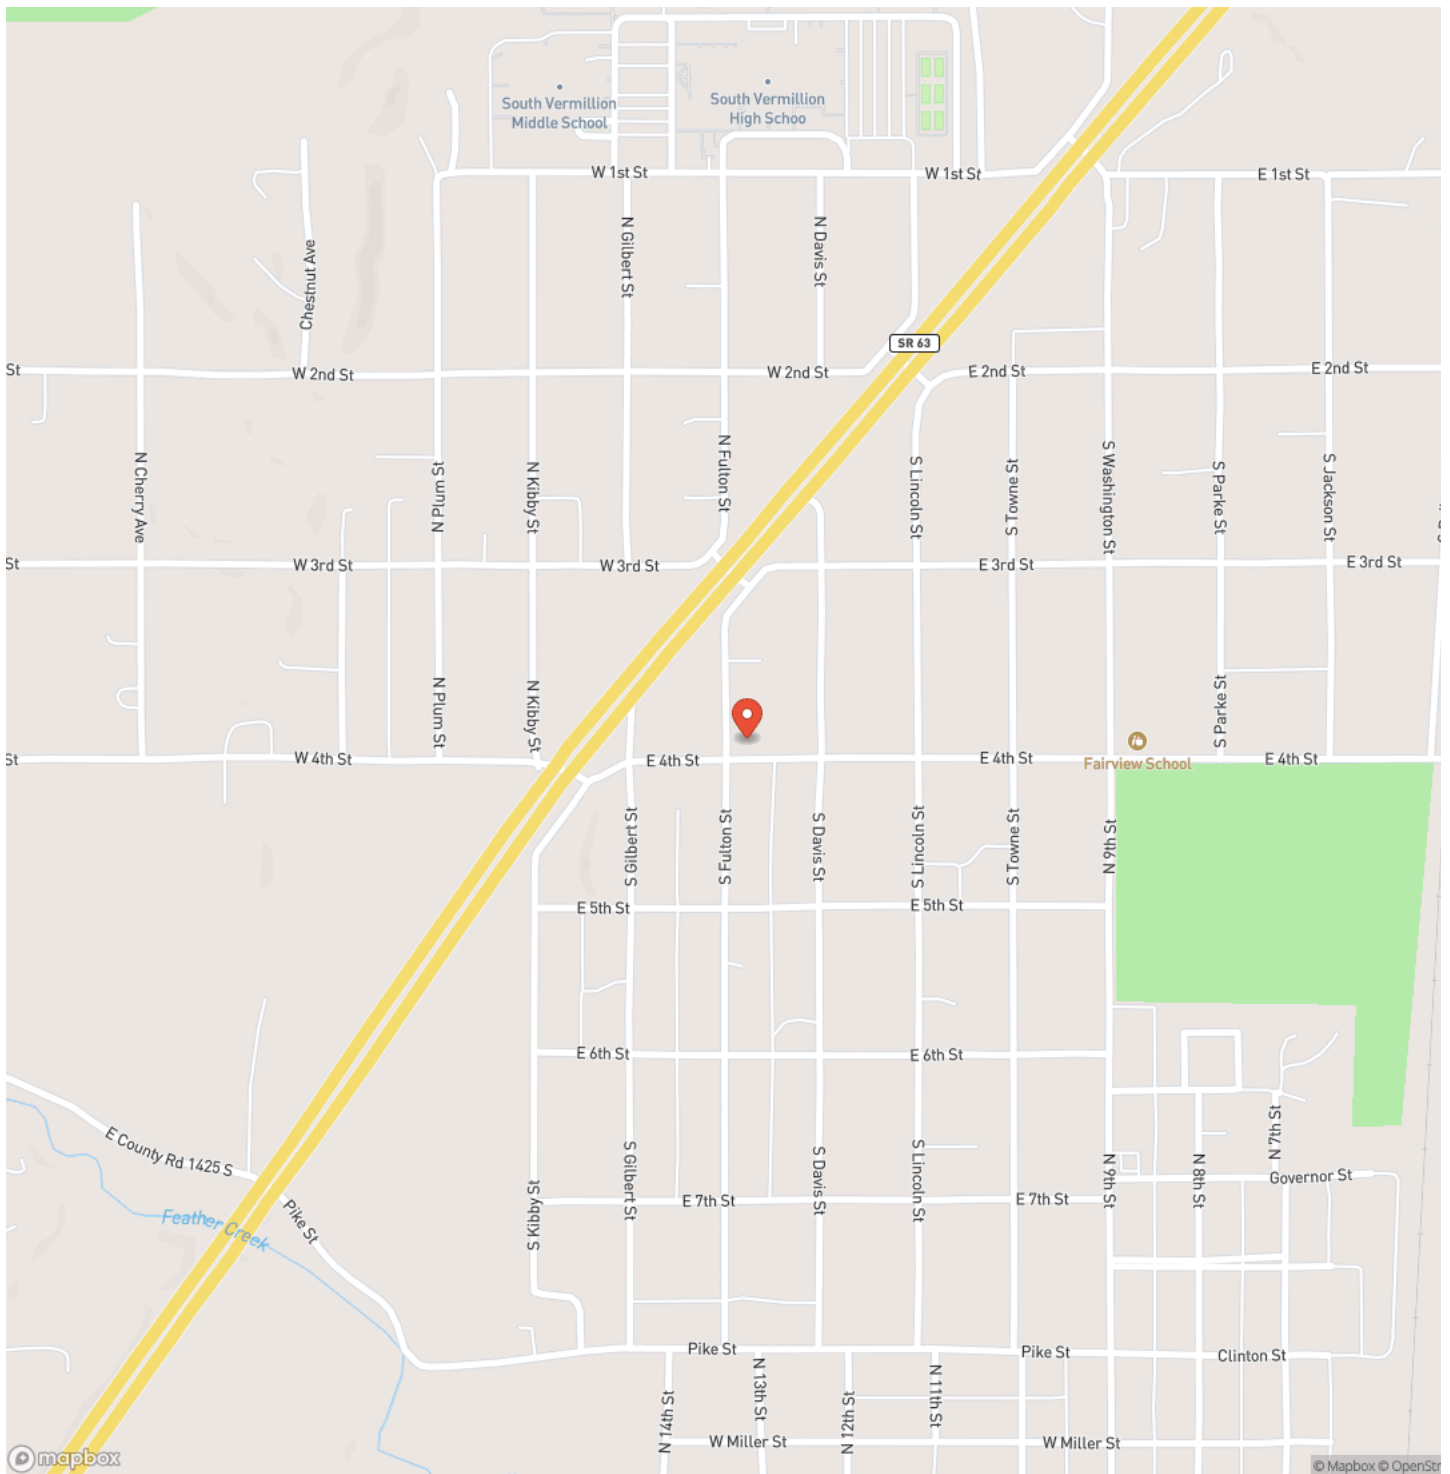 South Vermillion
Middle School
South Vermillion
High Schoo
W 1st St
W 1st St
E 1st St
N Gilbert St
N Davis St
Chestnut Ave
SR 63
St
W 2nd St
W 2nd St
E 2nd St
E 2nd St
N Cherry Ave
N Plum St
N Kibby St
N Fulton St
S Lincoln St
S Towne St
S Washington St
S Parke St
S Jackson St
St
W 3rd St
W 3rd St
E 3rd St
E 3rd St
N Plum St
N Kibby St
S Parke St
St
W 4th St
E 4th St
E 4th St
Fairview School
E 4th St
S Gilbert St
S Fulton St
S Davis St
S Lincoln St
S Towne St
N 9th St
E 5th St
E 5th St
E 6th St
E 6th St
E County Rd 1425 S
Feather Creek
Pike St
S Kibby St
S Gilbert St
S Davis St
S Lincoln St
N 9th St
N 8th St
N 7th St
Governor St
E 7th St
E 7th St
Pike St
Pike St
Clinton St
N 14th St
N 13th St
N 12th St
N 11th St
W Miller St
W Miller St
mapbox
© Mapbox © OpenStr